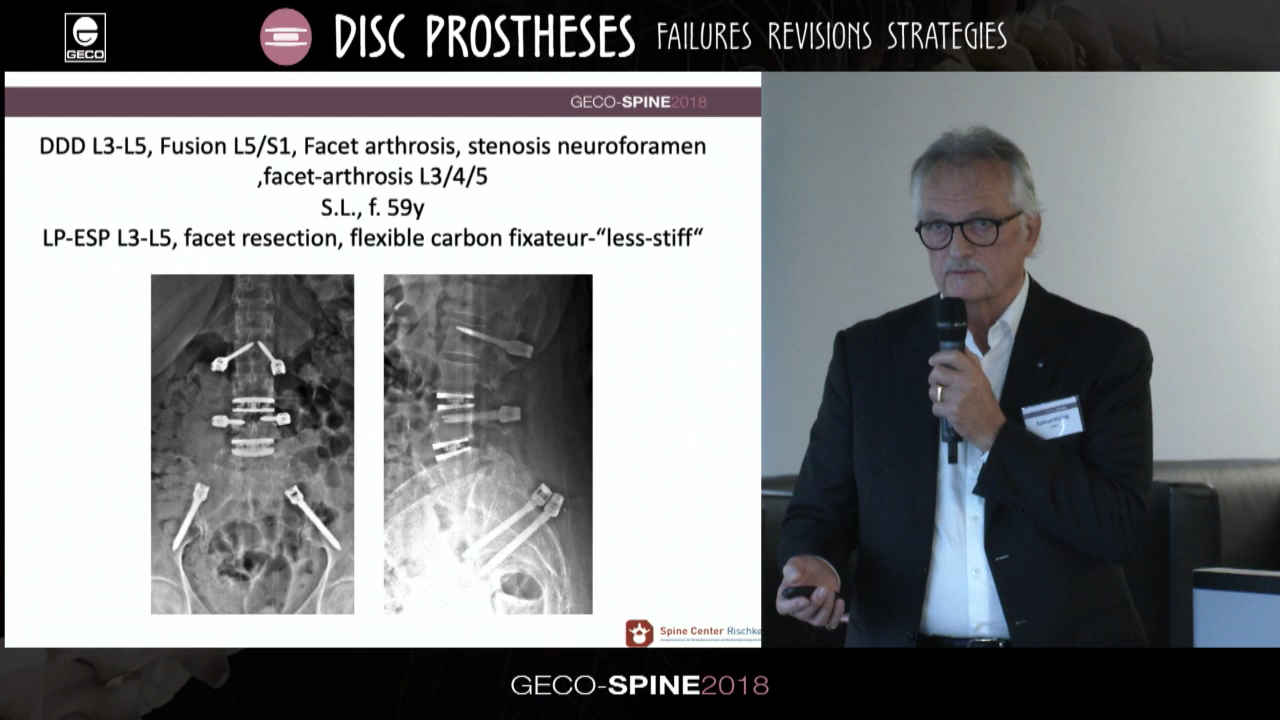 GECO
DISC PROSTHESES FAILURES REVISIONS STRATEGIES
GECO-SPINE2018
DDD L3-L5, Fusion L5/S1, Facet arthrosis, stenosis neuroforamen
,facet-arthrosis L3/4/5
S.L., f. 59y
LP-ESP L3-L5, facet resection, flexible carbon fixateur-“less-stiff“
Spine Center Rischke
GECO-SPINE2018